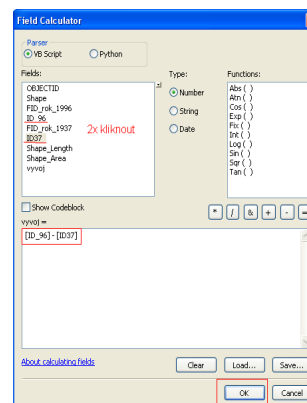 Field Calculator
Parser
VB Script
Python
Fields:
Type:
Functions:
OBJECTID
Shape
FID_rok_1996
ID_96
FID_rok_1937
ID37
Shape_Length
Shape_Area
vyvoj
2x kliknout
Number
String
Date
Abs ( )
Atn ( )
Cos ( )
Exp ( )
Fix ( )
Int ( )
Log ( )
Sin ( )
Sqr ( )
Tan ( )
Show Codeblock
* / & + - =
vyvoj =
[ID_96] - [ID37]
About calculating fields
Clear
Load...
Save...
OK
Cancel